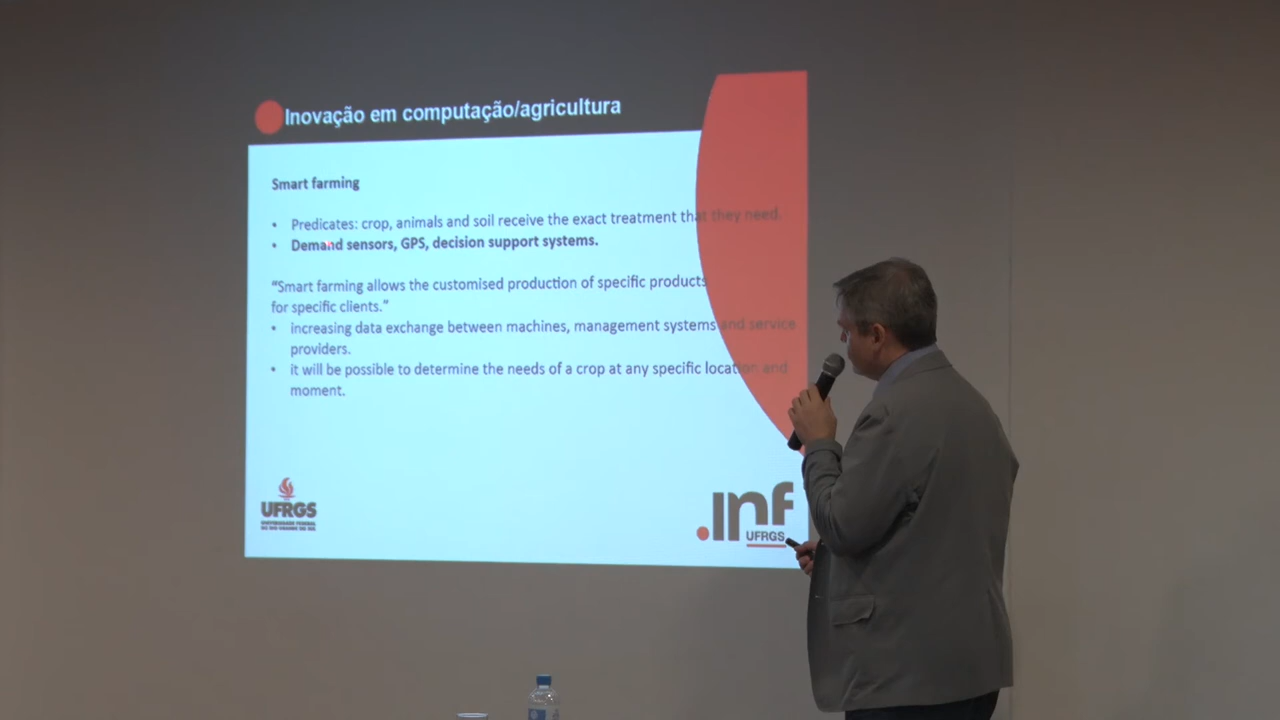 Inovação em computação/agricultura
Smart farming
• Predicates: crop, animals and soil receive the exact treatment that they need.
• Demand sensors, GPS, decision support systems.
“Smart farming allows the customised production of specific products
for specific clients.”
• increasing data exchange between machines, management systems and service
providers.
• it will be possible to determine the needs of a crop at any specific location and
moment.
UFRGS
UNIVERSIDADE FEDERAL
DO RIO GRANDE DO SUL
.inf
UFRGS